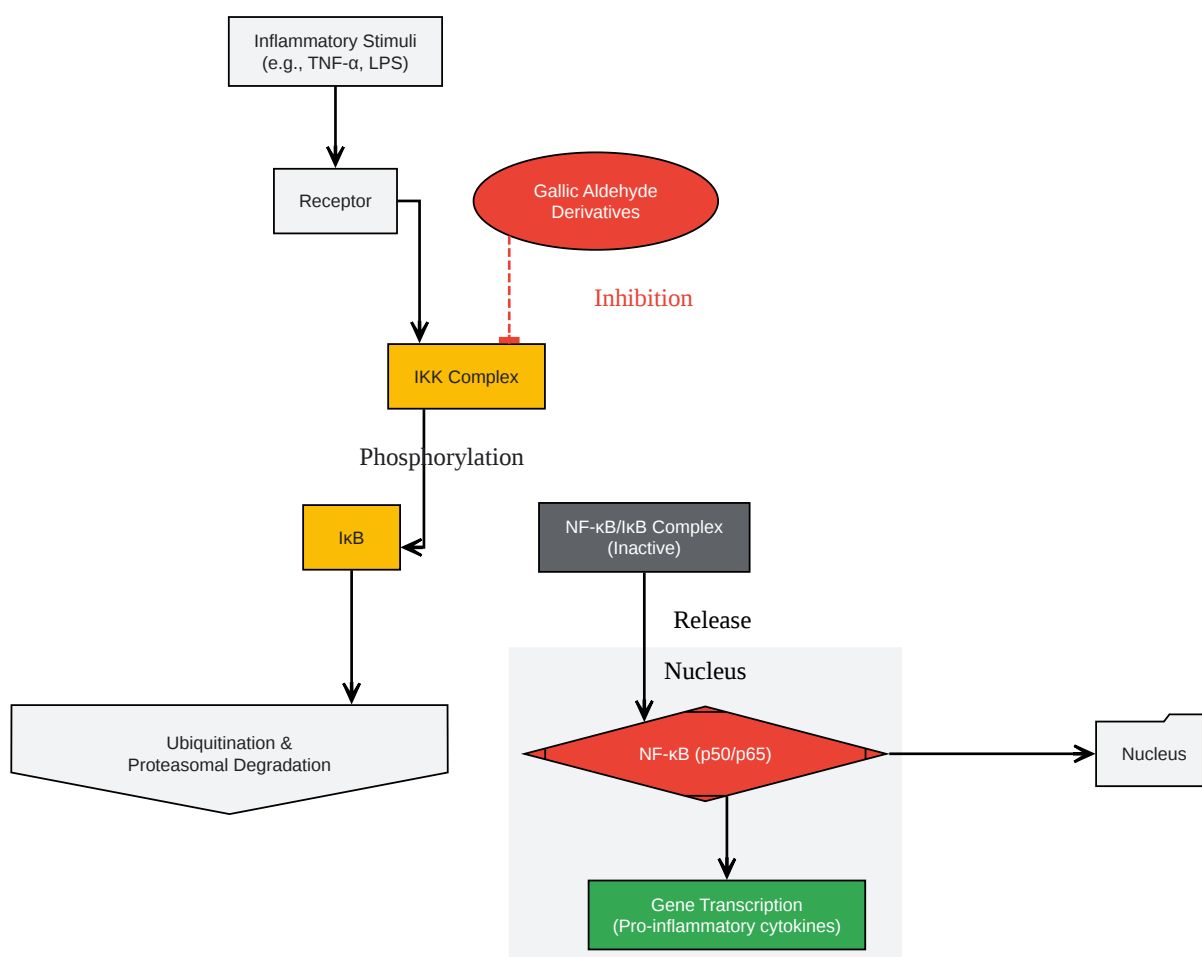 Inflammatory Stimuli
(e.g., TNF-α, LPS)
Receptor
Gallic Aldehyde
Derivatives
Inhibition
IKK Complex
Phosphorylation
IκB
NF-κB/IκB Complex
(Inactive)
Release
Nucleus
Ubiquitination &
Proteasomal Degradation
NF-κB (p50/p65)
Nucleus
Gene Transcription
(Pro-inflammatory cytokines)